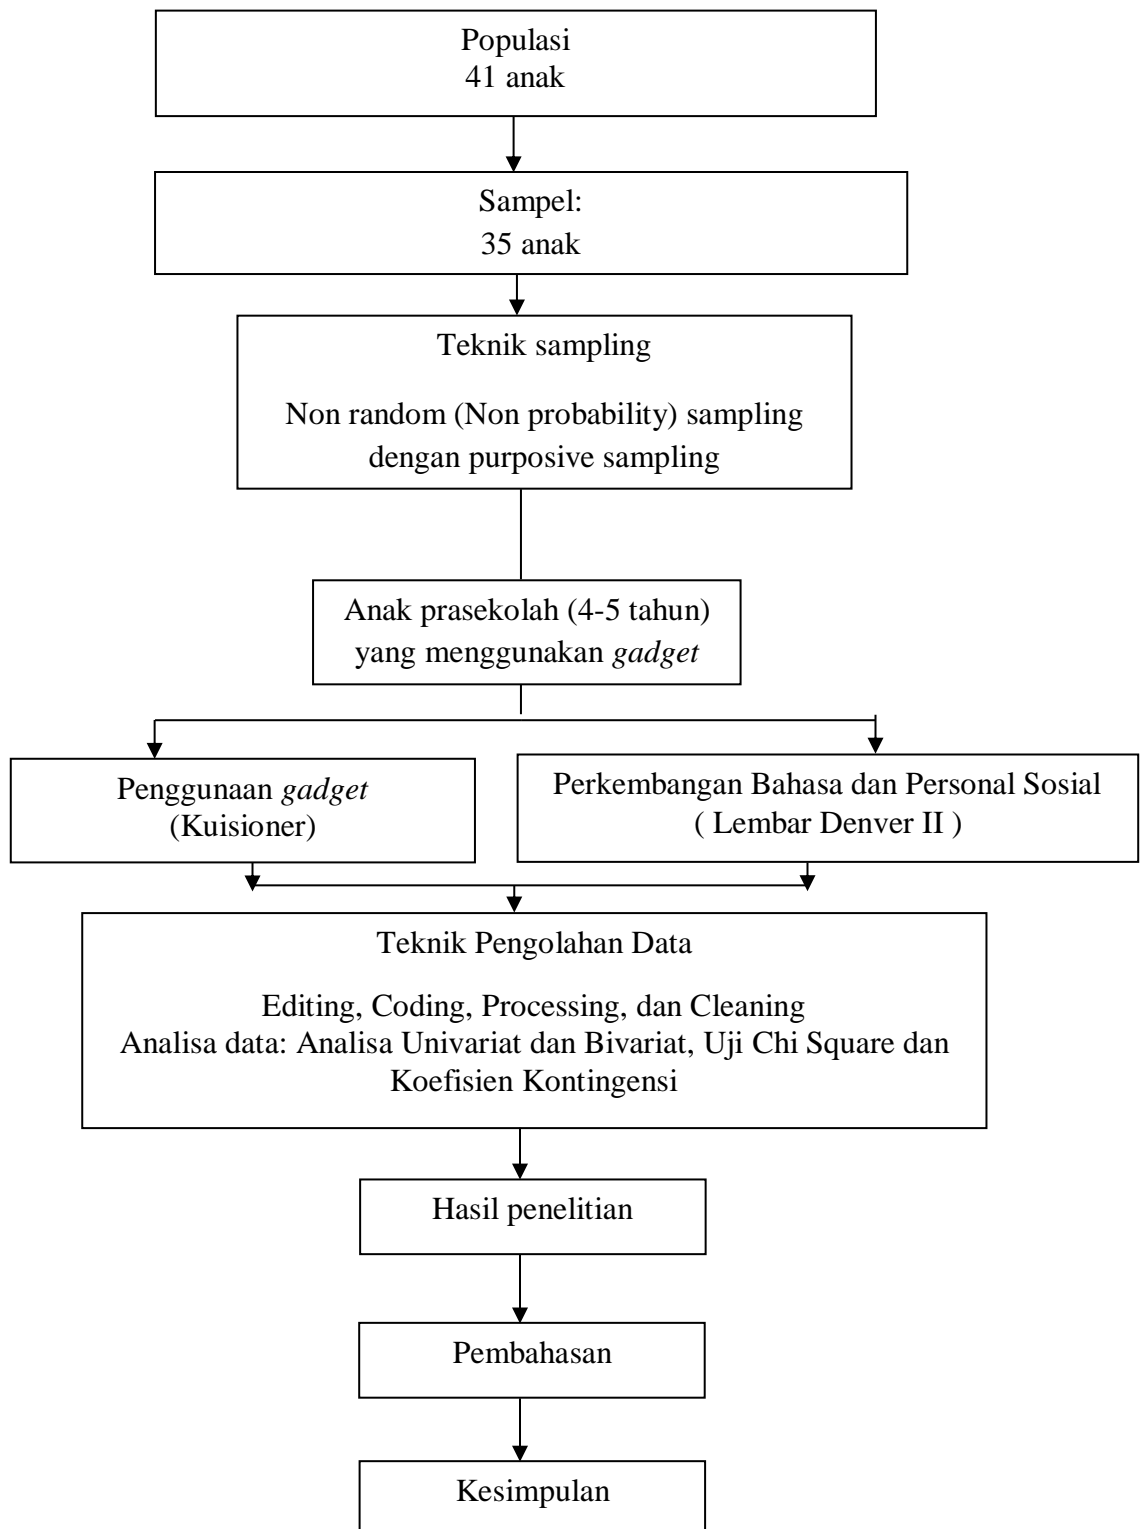 Populasi
41 anak
Sampel:
35 anak
Teknik sampling
Non random (Non probability) sampling
dengan purposive sampling
Anak prasekolah (4-5 tahun)
yang menggunakan gadget
Penggunaan gadget
(Kuisioner)
Perkembangan Bahasa dan Personal Sosial
( Lembar Denver II )
Teknik Pengolahan Data
Editing, Coding, Processing, dan Cleaning
Analisa data: Analisa Univariat dan Bivariat, Uji Chi Square dan
Koefisien Kontingensi
Hasil penelitian
Pembahasan
Kesimpulan